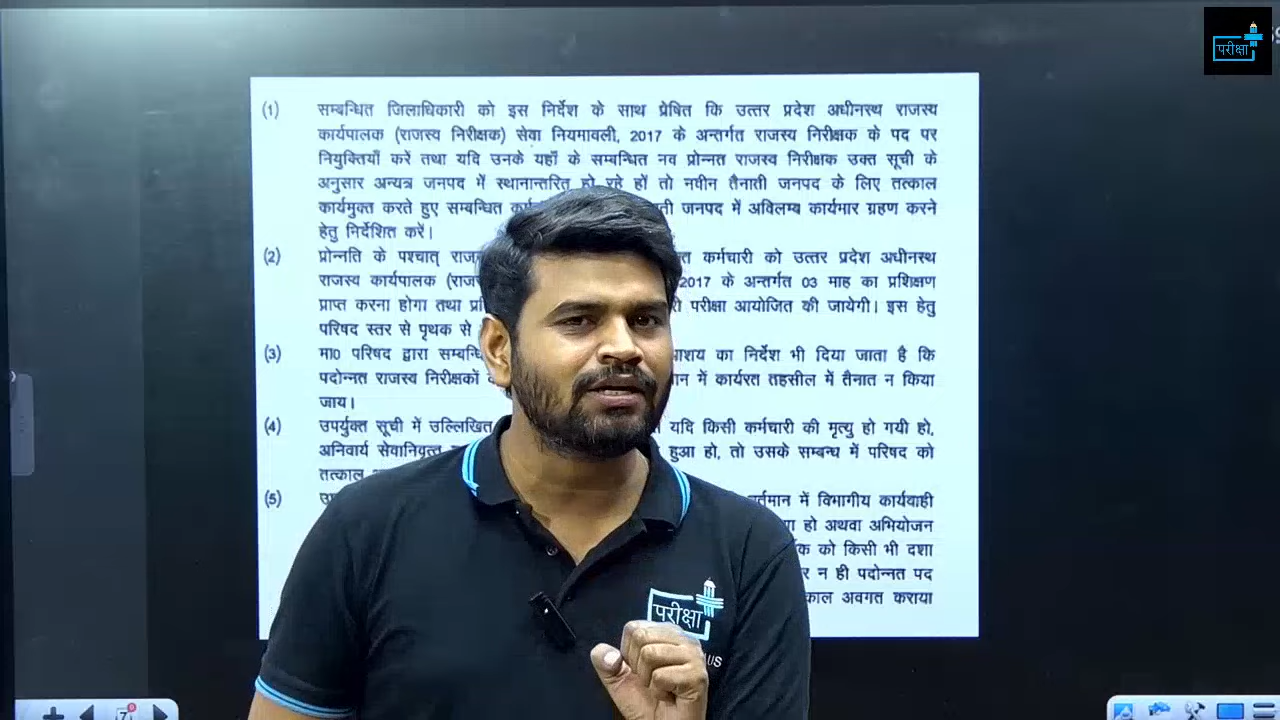 परीक्षा
(1) सम्बन्धित जिलाधिकारी को इस निर्देश के साथ प्रेषित कि उत्तर प्रदेश अधीनस्थ राजस्व
कार्यपालक (राजस्व निरीक्षक) सेवा नियमावली, 2017 के अन्तर्गत राजस्व निरीक्षक के पद पर
नियुक्तियाँ करें तथा यदि उनके यहाँ के सम्बन्धित नव प्रोन्नत राजस्व निरीक्षक उक्त सूची के
अनुसार अन्यत्र जनपद में स्थानान्तरित हो रहे हों तो नवीन तैनाती जनपद के लिए तत्काल
कार्यमुक्त करते हुए सम्बन्धित जनपद में अविलम्ब कार्यभार ग्रहण करने
हेतु निर्देशित करें।
(2) प्रोन्नति के पश्चात् कर्मचारी को उत्तर प्रदेश अधीनस्थ
राजस्व कार्यपालक 2017 के अन्तर्गत 03 माह का प्रशिक्षण
प्राप्त करना होगा तथा परीक्षा आयोजित की जायेगी। इस हेतु
परिषद स्तर से पृथक से
(3) मा0 परिषद द्वारा का निर्देश भी दिया जाता है कि
पदोन्नत राजस्व निरीक्षकों में कार्यरत तहसील में तैनात न किया
जाय।
(4) उपर्युक्त सूची में उल्लिखित यदि किसी कर्मचारी की मृत्यु हो गयी हो,
अनिवार्य सेवानिवृत्त हुआ हो, तो उसके सम्बन्ध में परिषद को
तत्काल
(5) वर्तमान में विभागीय कार्यवाही
हो अथवा अभियोजन
को किसी भी दशा
न ही पदोन्नत पद
अवगत कराया
परीक्षा